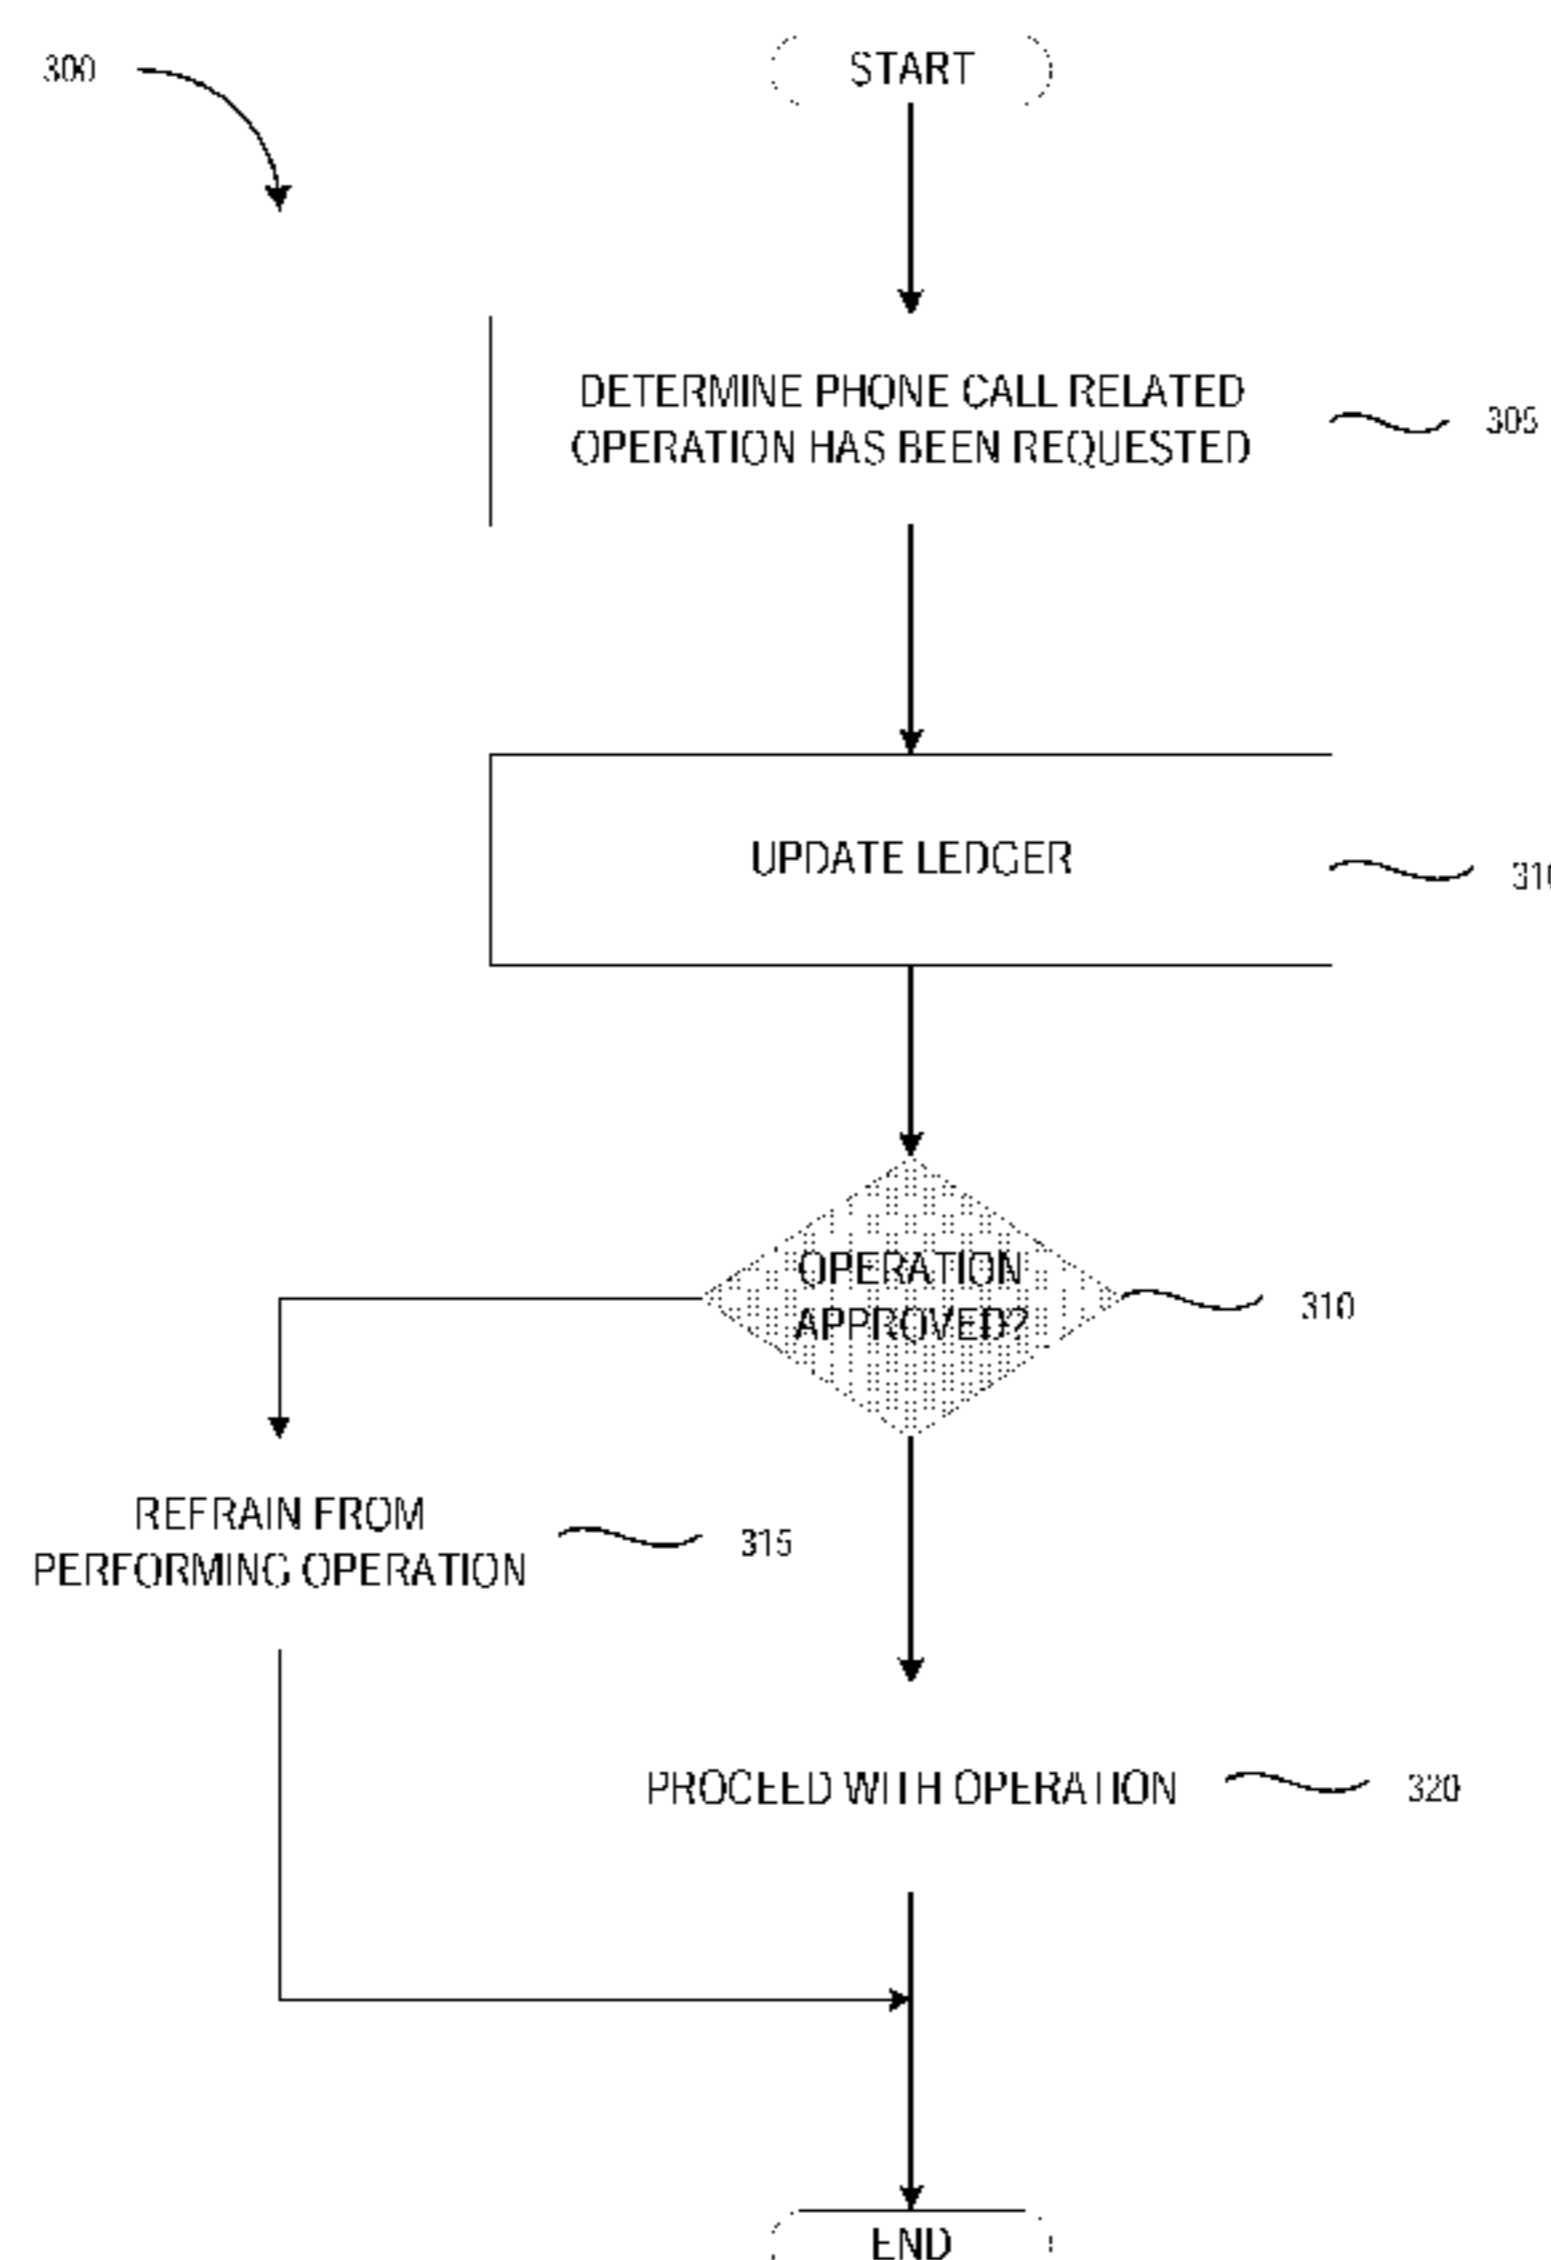 300
START
DETERMINE PHONE CALL RELATED
OPERATION HAS BEEN REQUESTED
305
UPDATE LEDGER
310
OPERATION
APPROVED?
310
REFRAIN FROM
PERFORMING OPERATION
315
PROCEED WITH OPERATION
320
END